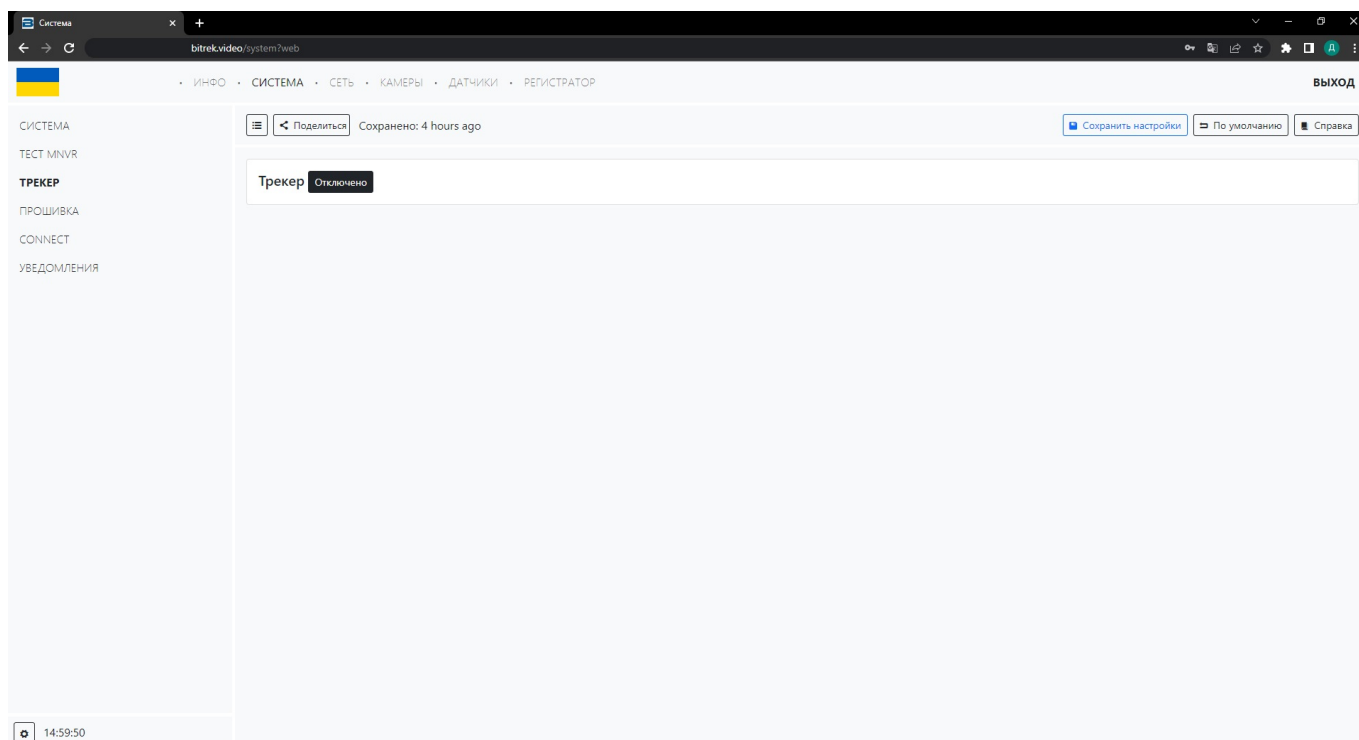 Система
bitrek.video/system?web
Д
• ИНФО • СИСТЕМА • СЕТЬ • КАМЕРЫ • ДАТЧИКИ • РЕГИСТРАТОР
ВЫХОД
СИСТЕМА
ТЕСТ MNVR
ТРЕКЕР
ПРОШИВКА
CONNECT
УВЕДОМЛЕНИЯ
Поделиться Сохранено: 4 hours ago
Сохранить настройки По умолчанию Справка
Трекер Отключено
14:59:50